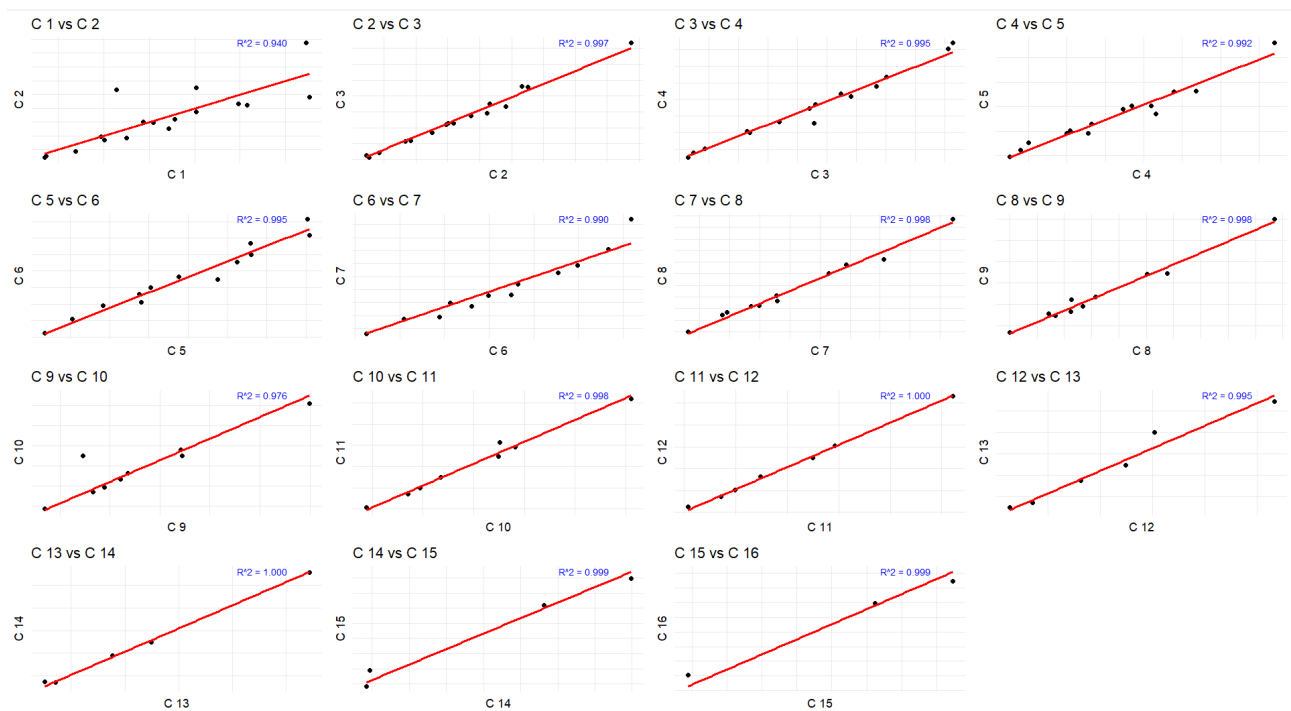 C 1 vs C 2
R^2 = 0.940
C 2
C 1
C 2 vs C 3
R^2 = 0.997
C 3
C 2
C 3 vs C 4
R^2 = 0.995
C 4
C 3
C 4 vs C 5
R^2 = 0.992
C 5
C 4
C 5 vs C 6
R^2 = 0.995
C 6
C 5
C 6 vs C 7
R^2 = 0.990
C 7
C 6
C 7 vs C 8
R^2 = 0.998
C 8
C 7
C 8 vs C 9
R^2 = 0.998
C 9
C 8
C 9 vs C 10
R^2 = 0.976
C 10
C 9
C 10 vs C 11
R^2 = 0.998
C 11
C 10
C 11 vs C 12
R^2 = 1.000
C 12
C 11
C 12 vs C 13
R^2 = 0.995
C 13
C 12
C 13 vs C 14
R^2 = 1.000
C 14
C 13
C 14 vs C 15
R^2 = 0.999
C 15
C 14
C 15 vs C 16
R^2 = 0.999
C 16
C 15